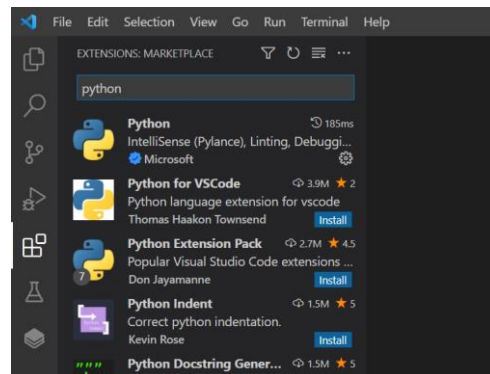 File Edit Selection View Go Run Terminal Help
EXTENSIONS: MARKETPLACE
python
Python 185ms
IntelliSense (Pylance), Linting, Debuggi...
Microsoft
Python for VSCode 3.9M ★ 2
Python language extension for vscode
Thomas Haakon Townsend Install
Python Extension Pack 2.7M ★ 4.5
Popular Visual Studio Code extensions ...
7 Don Jayamanne Install
Python Indent 1.5M ★ 5
Correct python indentation.
Kevin Rose Install
Python Docstring Gener... 1.5M ★ 5